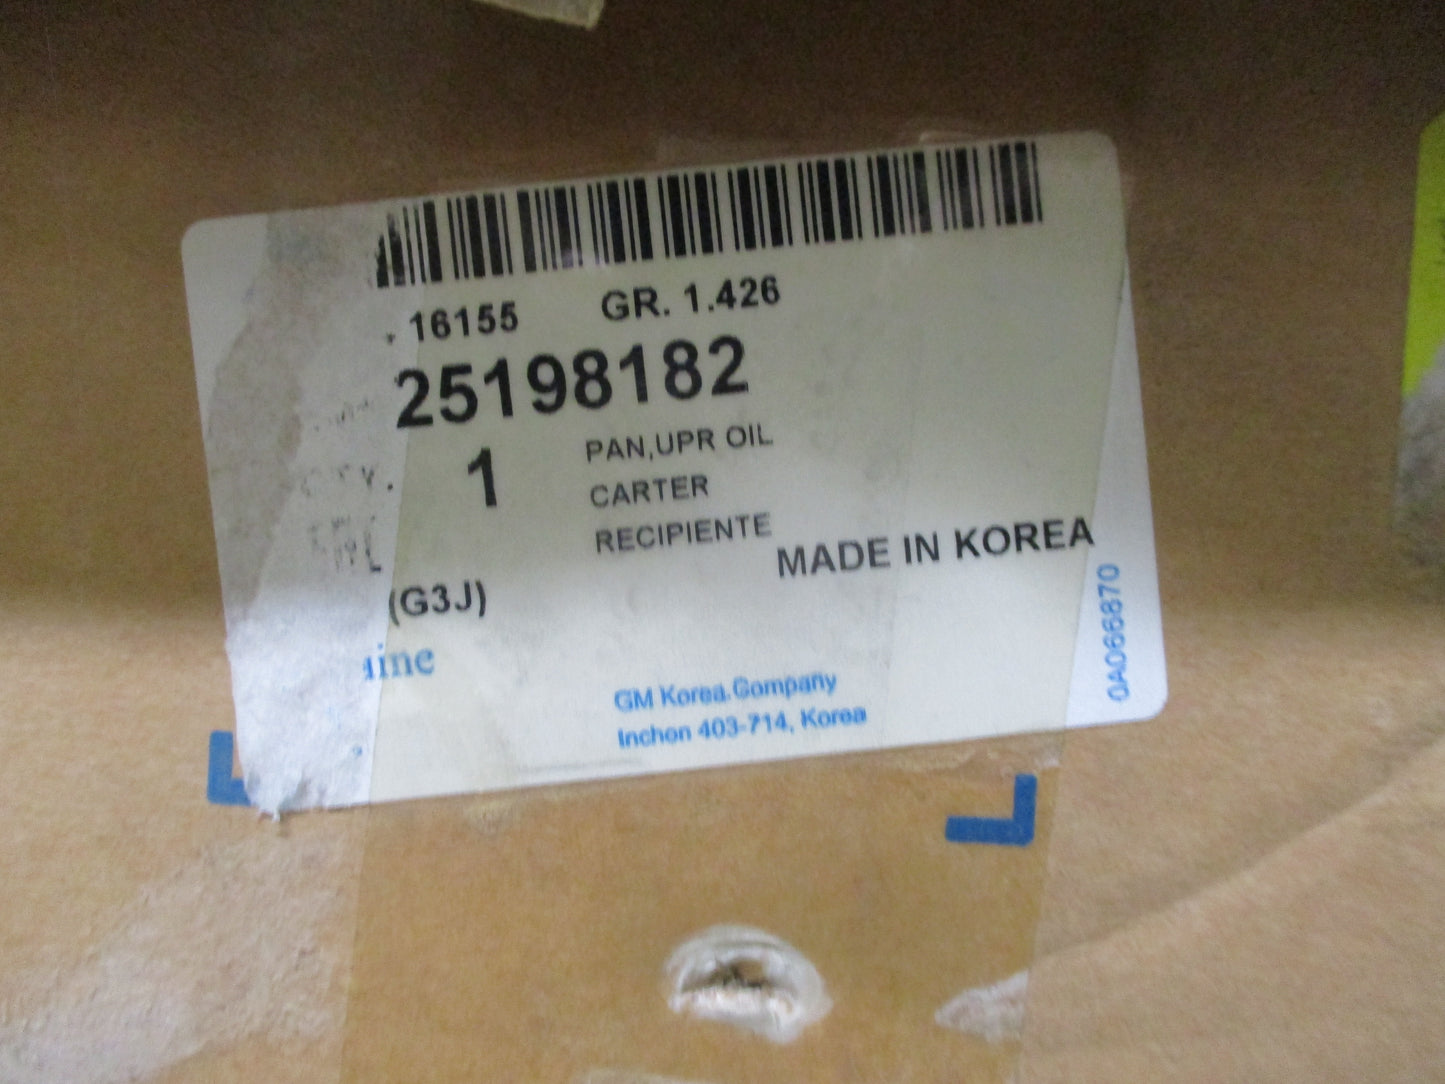 16155 GR. 1.426
25198182
1 PAN,UPR OIL
CARTER
RECIPIENTE
MADE IN KOREA
(G3J)
GM Korea Company
Inchon 403-714, Korea
0A066870